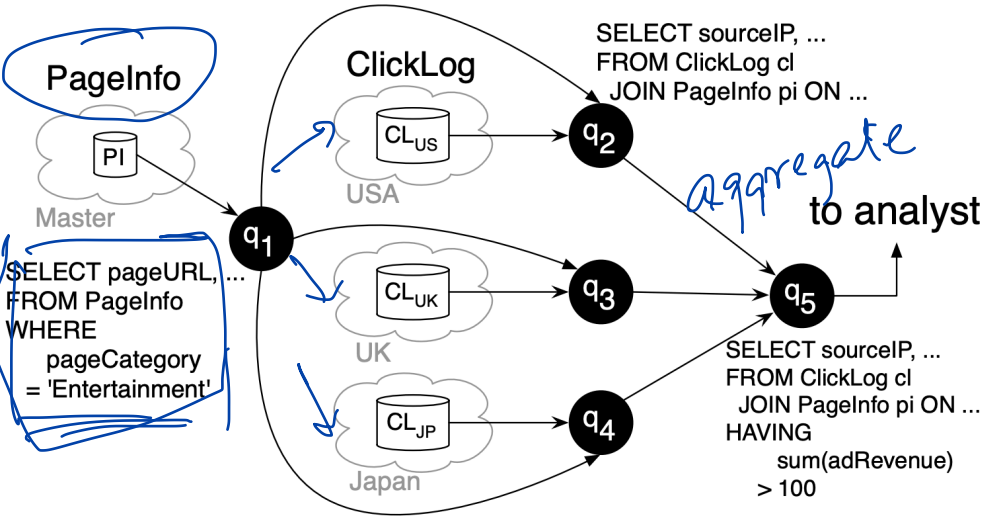 PageInfo
PI
Master
SELECT pageURL, ...
FROM PageInfo
WHERE
pageCategory
= 'Entertainment'
q1
ClickLog
CLUS
USA
CLUK
UK
CLJP
Japan
SELECT sourceIP, ...
FROM ClickLog cl
JOIN PageInfo pi ON ...
q2
q3
q4
aggregate
to analyst
q5
SELECT sourceIP, ...
FROM ClickLog cl
JOIN PageInfo pi ON ...
HAVING
sum(adRevenue)
> 100